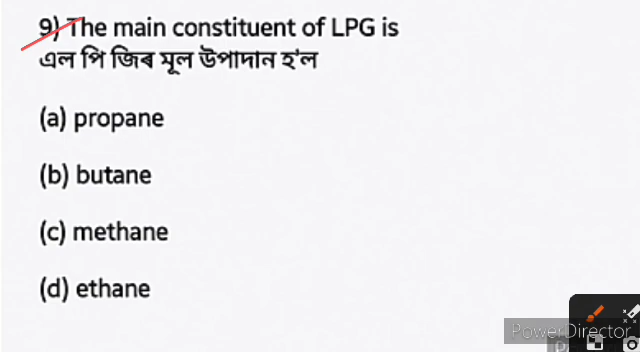 9) The main constituent of LPG is
এল পি জিৰ মূল উপাদান হ'ল
(a) propane
(b) butane
(c) methane
(d) ethane
PowerDirector